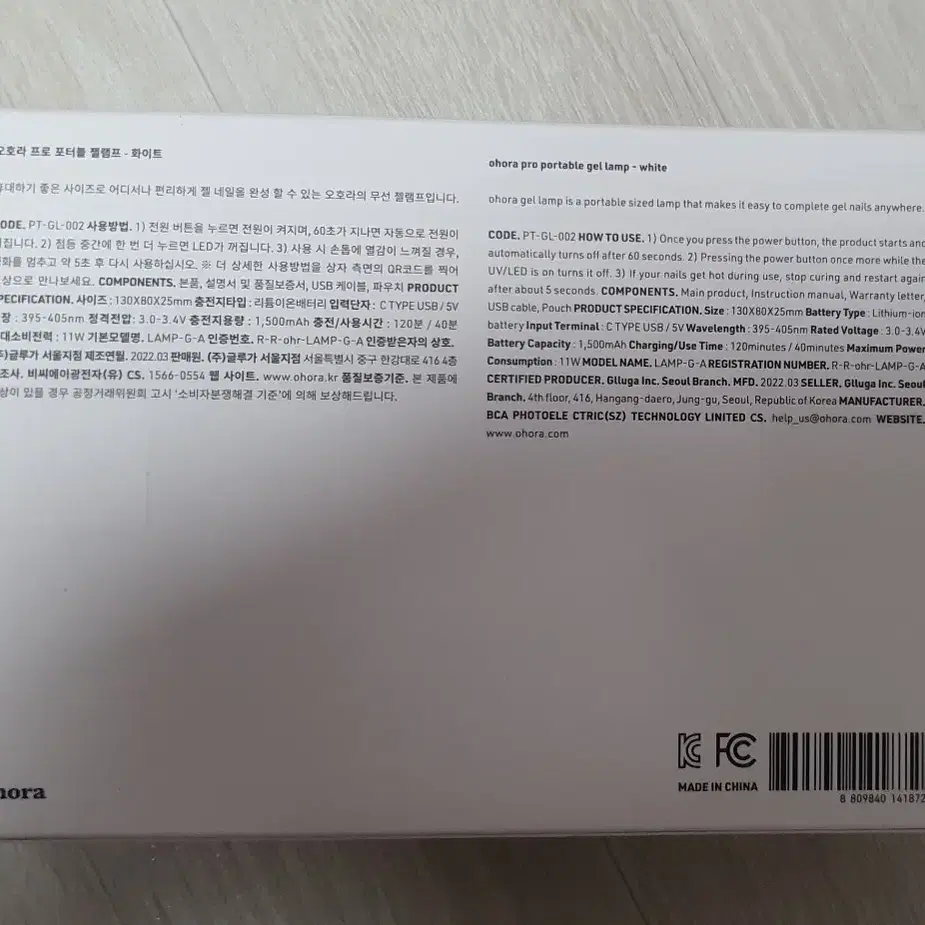 오호라 프로 포터블 젤램프 - 화이트
휴대하기 좋은 사이즈로 어디서나 편리하게 젤 네일을 완성 할 수 있는 오호라의 무선 젤램프입니다.
CODE. PT-GL-002 사용방법. 1) 전원 버튼을 누르면 전원이 켜지며, 60초가 지나면 자동으로 전원이
꺼집니다. 2) 점등 중간에 한 번 더 누르면 LED가 꺼집니다. 3) 사용 시 손톱에 열감이 느껴질 경우,
경화를 멈추고 약 5초 후 다시 사용하십시오. ※ 더 상세한 사용방법을 상자 측면의 QR코드를 찍어
영상으로 만나보세요. COMPONENTS. 본품, 설명서 및 품질보증서, USB 케이블, 파우치 PRODUCT
SPECIFICATION. 사이즈 : 130X80X25mm 충전지타입 : 리튬이온배터리 입력단자 : C TYPE USB / 5V
파장 : 395-405nm 정격전압: 3.0-3.4V 충전지용량 : 1,500mAh 충전/사용시간 : 120분 / 40분
최대소비전력 : 11W 기본모델명. LAMP-G-A 인증번호. R-R-ohr-LAMP-G-A 인증받은자의 상호.
(주)글루가 서울지점 제조연월. 2022.03 판매원. (주)글루가 서울지점 서울특별시 중구 한강대로 416 4층
제조사. 비씨에이광전자(유) CS. 1566-0554 웹 사이트. www.ohora.kr 품질보증기준. 본 제품에
이상이 있을 경우 공정거래위원회 고시 '소비자분쟁해결 기준'에 의해 보상해드립니다.
ohora pro portable gel lamp - white
ohora gel lamp is a portable sized lamp that makes it easy to complete gel nails anywhere.
CODE. PT-GL-002 HOW TO USE. 1) Once you press the power button, the product starts and
automatically turns off after 60 seconds. 2) Pressing the power button once more while the
UV/LED is on turns it off. 3) If your nails get hot during use, stop curing and restart again
after about 5 seconds. COMPONENTS. Main product, Instruction manual, Warranty letter,
USB cable, Pouch PRODUCT SPECIFICATION. Size : 130X80X25mm Battery Type : Lithium-ion
battery Input Terminal : C TYPE USB / 5V Wavelength : 395-405nm Rated Voltage : 3.0-3.4V
Battery Capacity : 1,500mAh Charging/Use Time : 120minutes / 40minutes Maximum Power
Consumption : 11W MODEL NAME. LAMP-G-A REGISTRATION NUMBER. R-R-ohr-LAMP-G-A
CERTIFIED PRODUCER. Glluga Inc. Seoul Branch. MFD. 2022.03 SELLER. Glluga Inc. Seoul
Branch. 4th floor, 416, Hangang-daero, Jung-gu, Seoul, Republic of Korea MANUFACTURER.
BCA PHOTOELE CTRIC(SZ) TECHNOLOGY LINITED CS. help_us@ohora.com WEBSITE.
www.ohora.com
ohora
KC FC
MADE IN CHINA
8 809840 141872